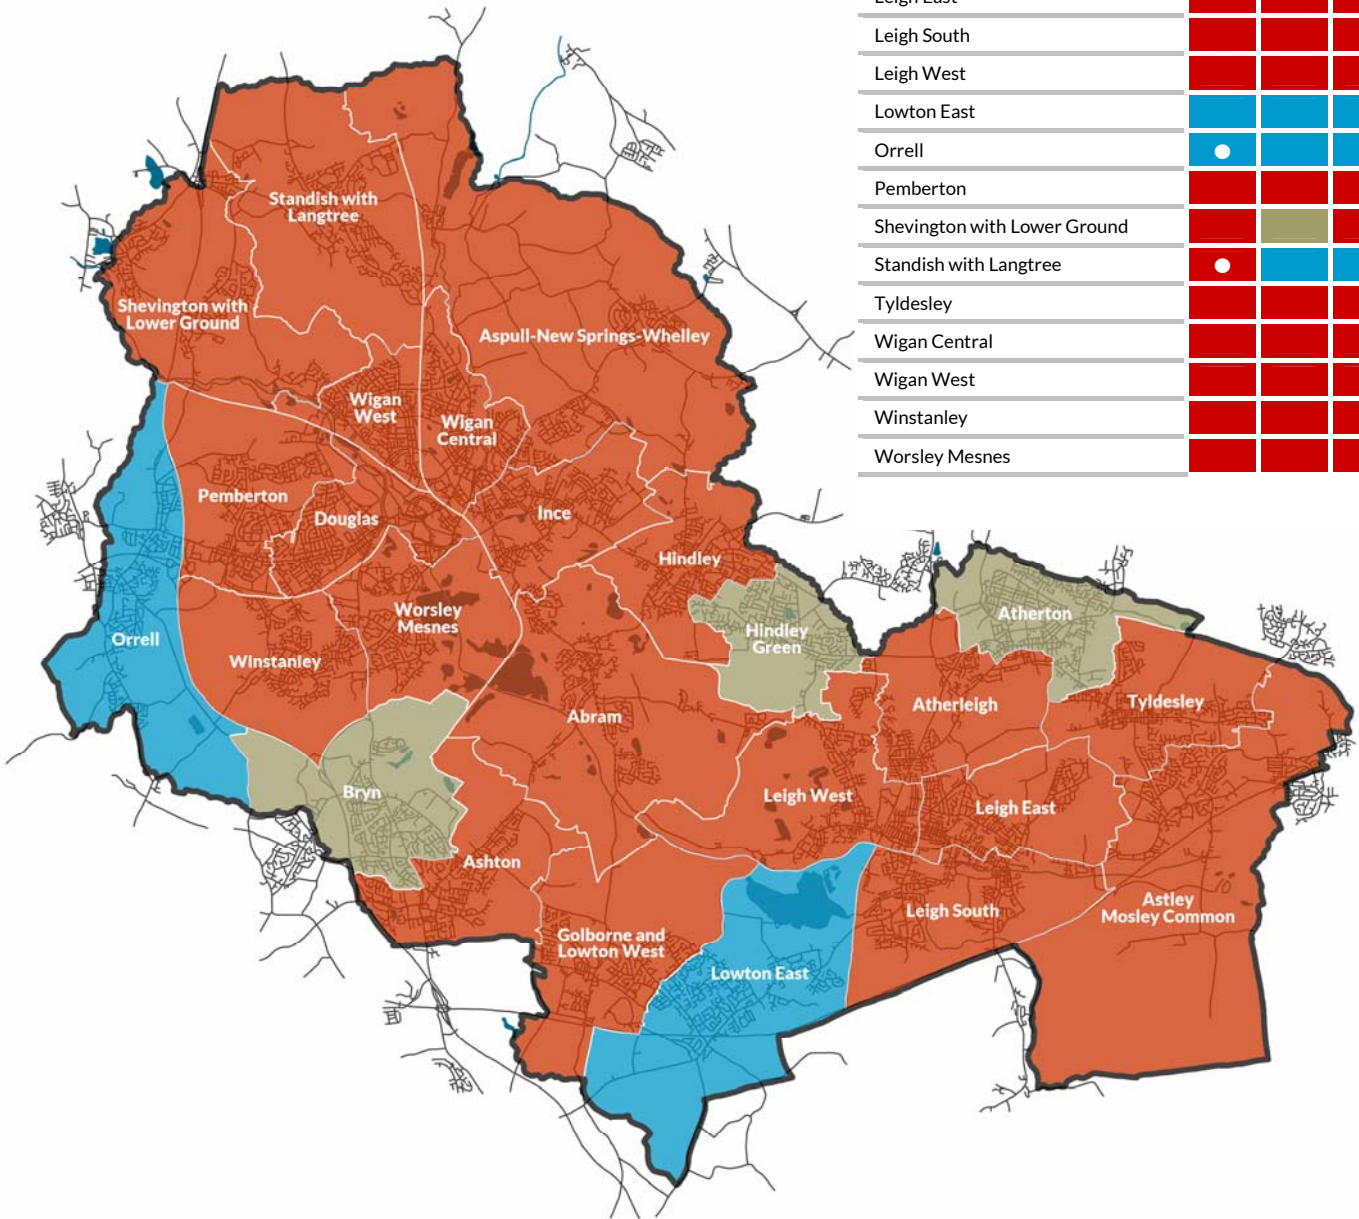 Leigh East
Leigh South
Leigh West
Lowton East
Orrell
Pemberton
Shevington with Lower Ground
Standish with Langtree
Tyldesley
Wigan Central
Wigan West
Winstanley
Worsley Mesnes
Standish with
Langtree
Shevington with
Lower Ground
Aspull-New Springs-Whelley
Wigan
West
Wigan
Central
Pemberton
Douglas
Ince
Hindley
Worsley
Mesnes
Orrell
Winstanley
Hindley
Green
Atherton
Abram
Atherleigh
Tyldesley
Bryn
Leigh West
Leigh East
Ashton
Golborne and
Lowton West
Leigh South
Astley
Mosley Common
Lowton East